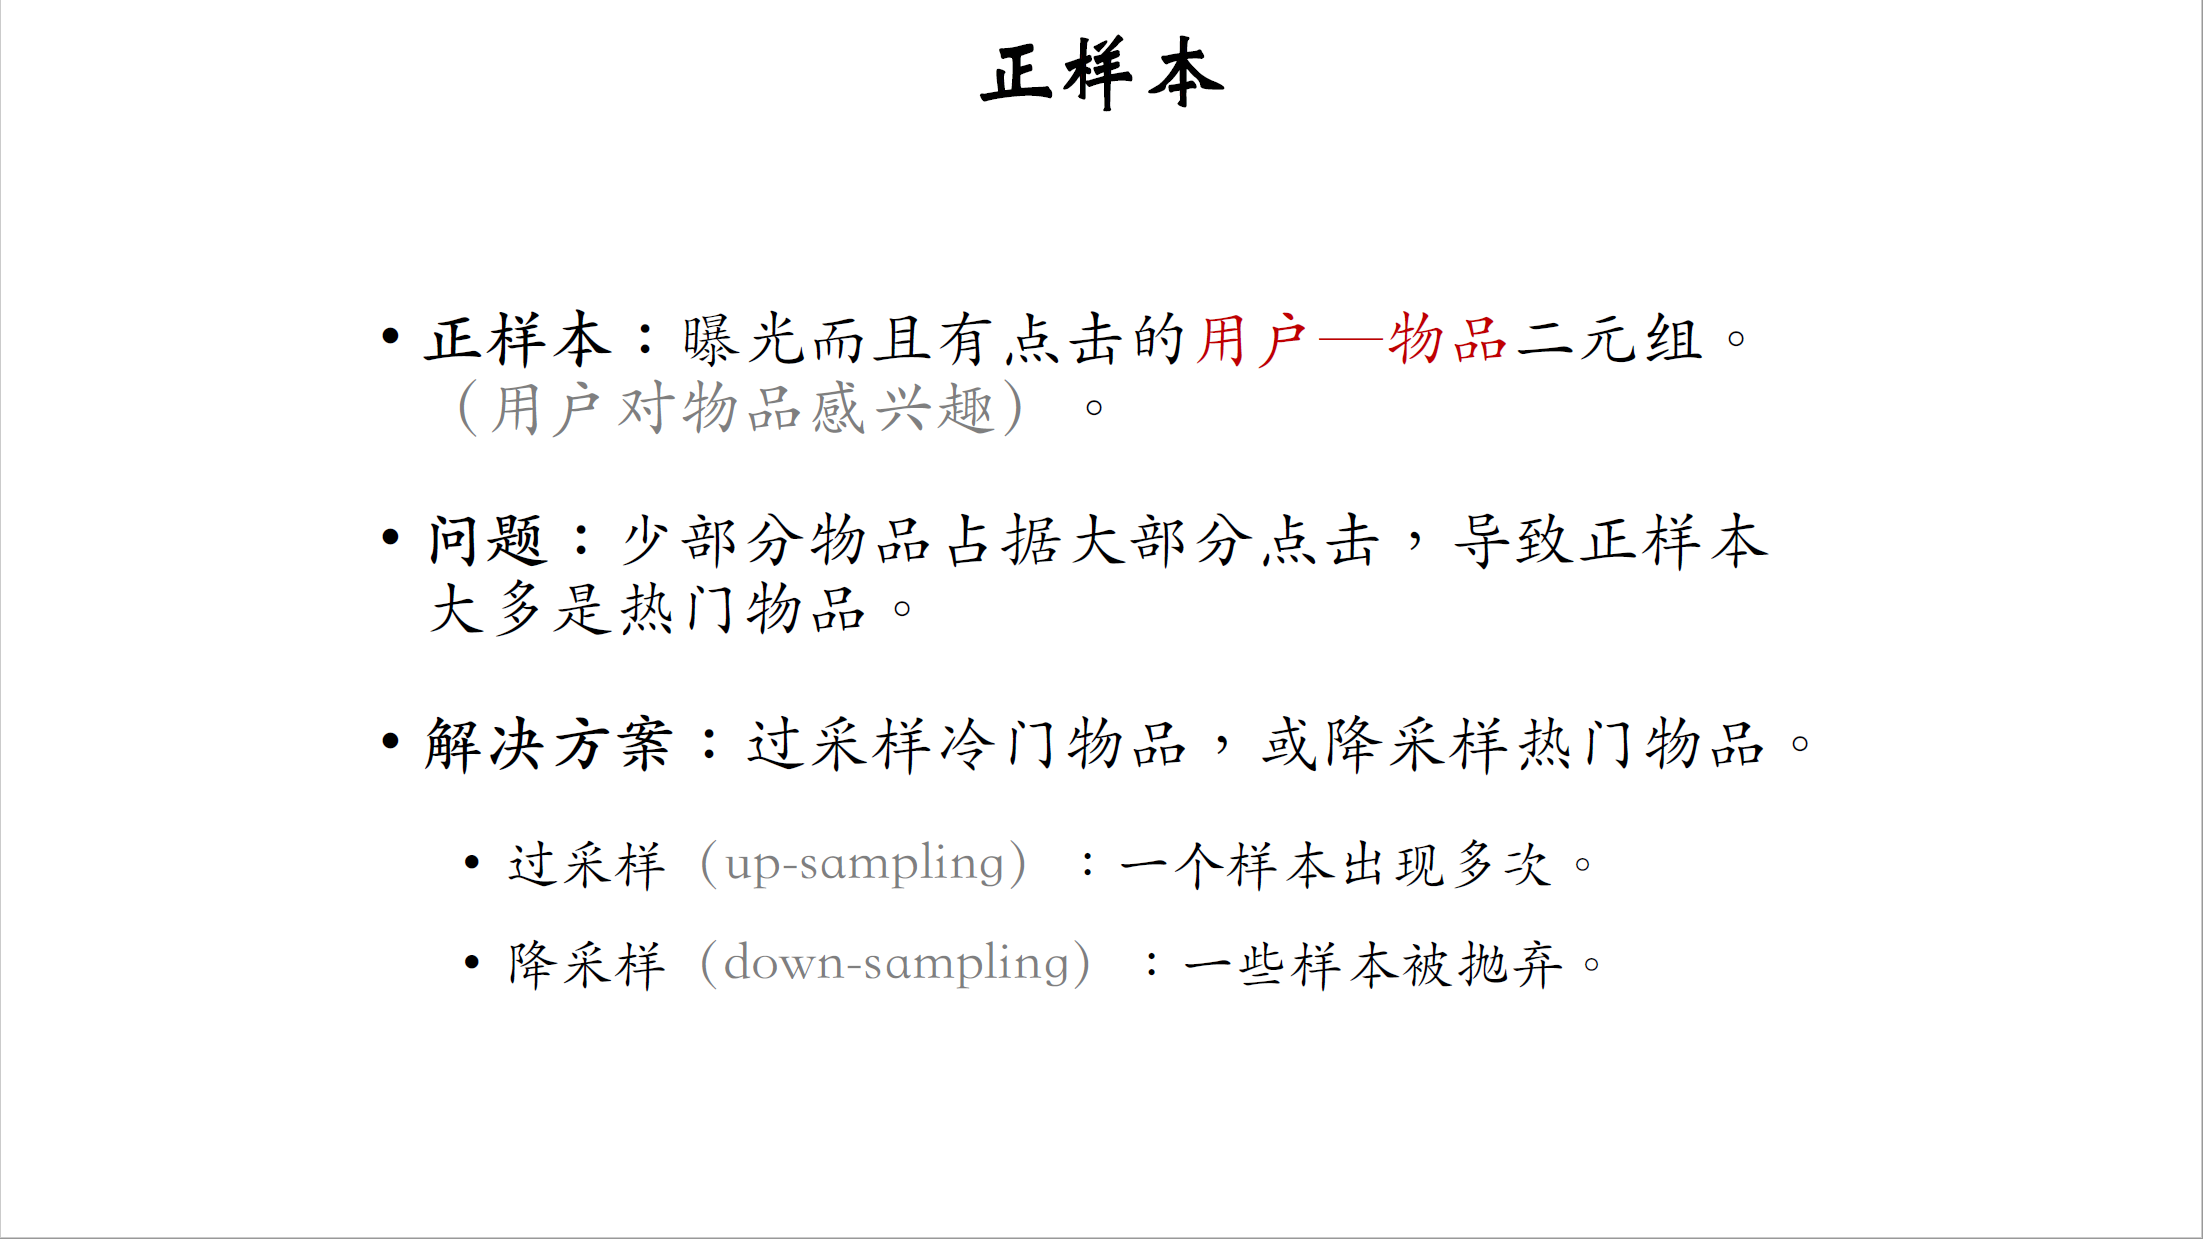 正样本
• 正样本：曝光而且有点击的用户—物品二元组。
（用户对物品感兴趣）。
• 问题：少部分物品占据大部分点击，导致正样本
大多是热门物品。
• 解决方案：过采样冷门物品，或降采样热门物品。
• 过采样（up-sampling）：一个样本出现多次。
• 降采样（down-sampling）：一些样本被抛弃。